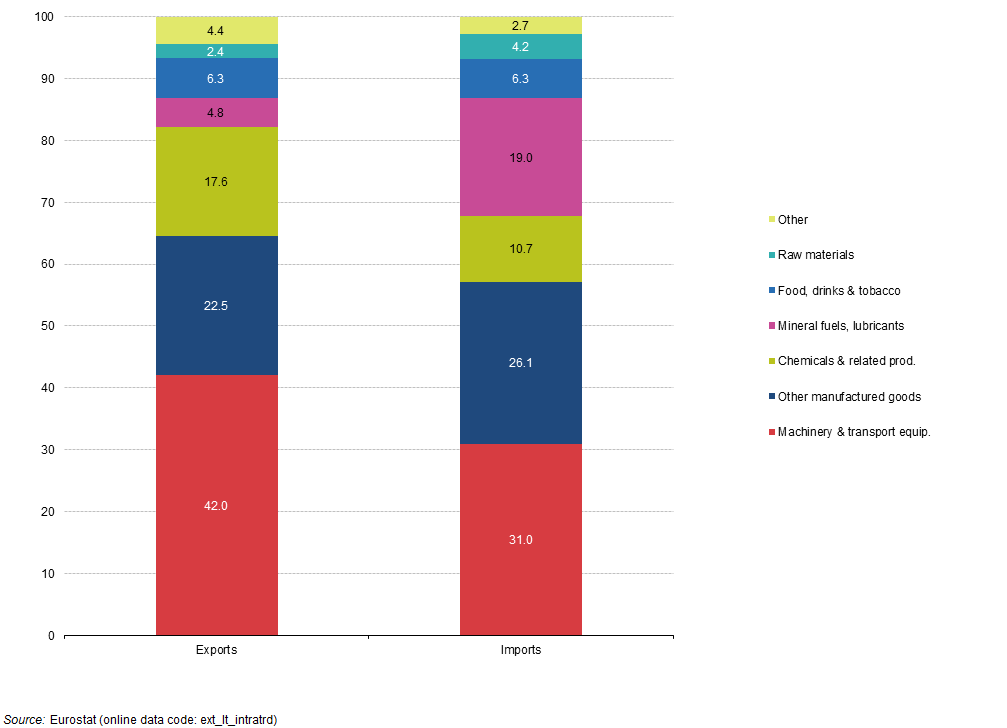 100
90
80
70
60
50
40
30
20
10
0
4.4
2.4
6.3
4.8
17.6
22.5
42.0
2.7
4.2
6.3
19.0
10.7
26.1
31.0
Exports
Imports
Other
Raw materials
Food, drinks & tobacco
Mineral fuels, lubricants
Chemicals & related prod.
Other manufactured goods
Machinery & transport equip.
Source: Eurostat (online data code: ext_lt_intratrd)